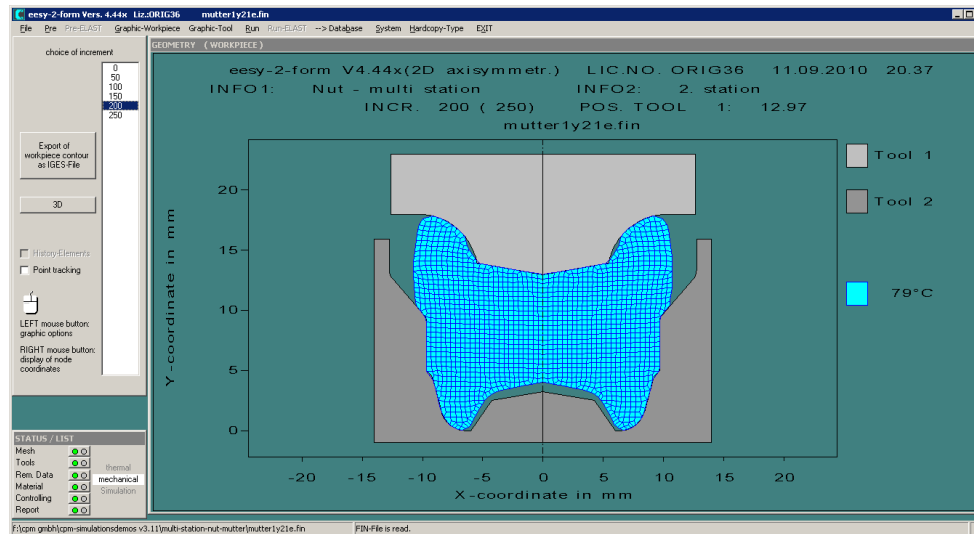 eesy-2-form Vers. 4.44x Liz.:ORIG36 mutter1y21e.fin
File Pre Pre-ELAST Graphic-Workpiece Graphic-Tool Run Run-ELAST --> Database System Hardcopy-Type EXIT
choice of increment
0
50
100
150
200
250
Export of
workpiece contour
as IGES-File
3D
History-Elements
Point tracking
LEFT mouse button:
graphic options
RIGHT mouse button:
display of node
coordinates
STATUS / LIST
Mesh
Tools
Rem. Data
Material
Controlling
Report
thermal
mechanical
Simulation
GEOMETRY ( WORKPIECE )
eesy-2-form V4.44x(2D axisymmetr.) LIC.NO. ORIG36 11.09.2010 20.37
INFO1: Nut - multi station INFO2: 2. station
INCR. 200 ( 250) POS. TOOL 1: 12.97
mutter1y21e.fin
Y-coordinate in mm
20
15
10
5
0
-20 -15 -10 -5 0 5 10 15 20
X-coordinate in mm
Tool 1
Tool 2
79°C
f:\cpm gmbh\cpm-simulationsdemos v3.11\multi-station-nut-mutter\mutter1y21e.fin FIN-File is read.